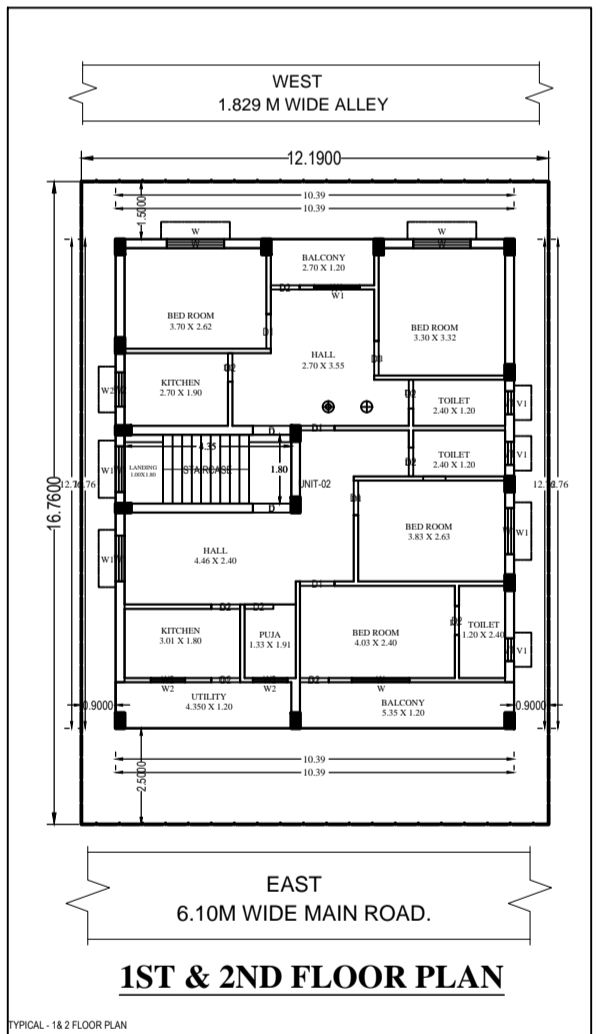 WEST
1.829 M WIDE ALLEY
12.1900
10.39
10.39
1.5000
W
W
W
W
BALCONY
2.70 X 1.20
D2
W1
BED ROOM
3.70 X 2.62
D1
BED ROOM
3.30 X 3.32
HALL
2.70 X 3.55
D1
W2
W2
KITCHEN
2.70 X 1.90
D2
D2
TOILET
2.40 X 1.20
V1
D
D1
4.35
W1
LANDING
1.00X1.80
STAIRCASE
1.80
UNIT-02
D2
TOILET
2.40 X 1.20
V1
12.76
12.76
12.76
12.76
16.7600
D
D1
BED ROOM
3.83 X 2.63
W1
W1
HALL
4.46 X 2.40
D1
D2
D2
KITCHEN
3.01 X 1.80
PUJA
1.33 X 1.91
BED ROOM
4.03 X 2.40
D2
TOILET
1.20 X 2.40
V1
W2
W2
D2
W
0.9000
UTILITY
4.350 X 1.20
BALCONY
5.35 X 1.20
0.9000
10.39
10.39
2.5000
EAST
6.10M WIDE MAIN ROAD.
1ST & 2ND FLOOR PLAN
TYPICAL - 1& 2 FLOOR PLAN